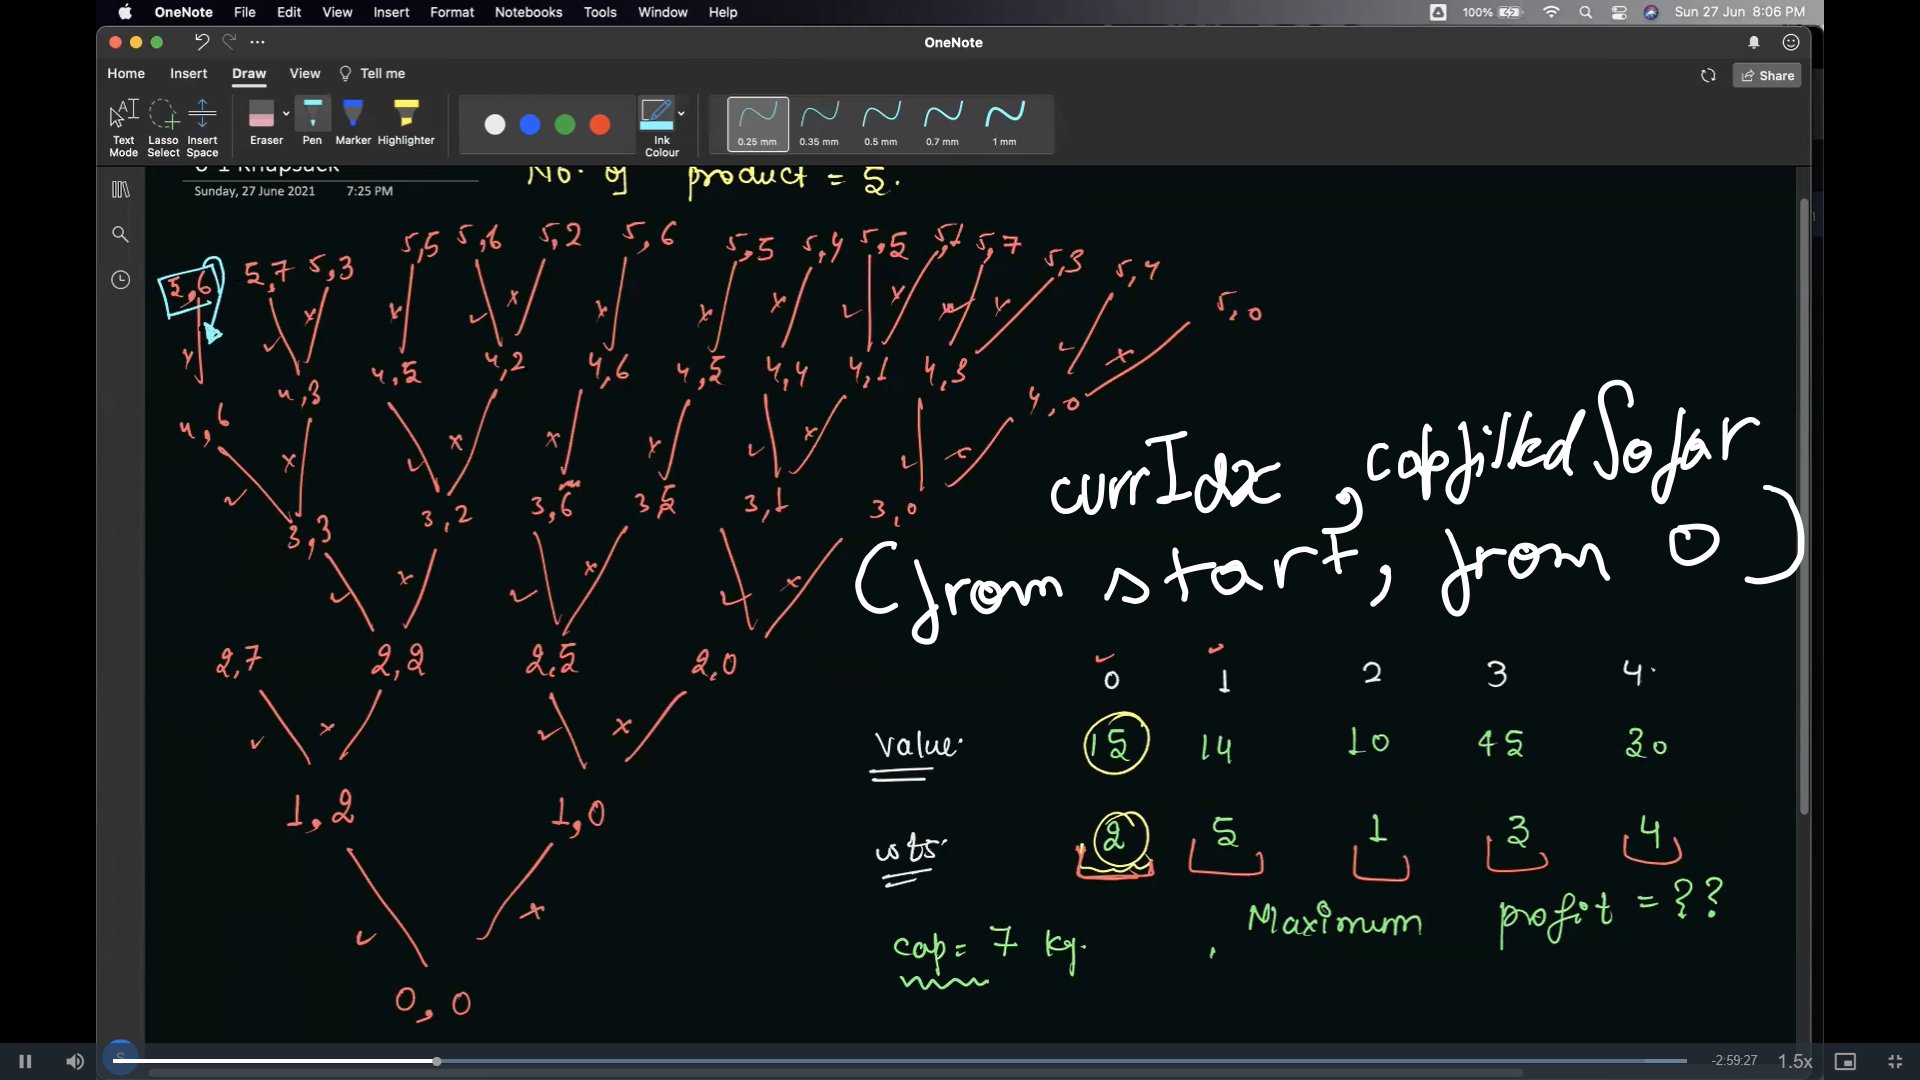 OneNote File Edit View Insert Format Notebooks Tools Window Help 100% Sun 27 Jun 8:06 PM
OneNote
Home Insert Draw View Tell me Share
Text Mode Lasso Select Insert Space Eraser Pen Marker Highlighter Ink Colour 0.25 mm 0.35 mm 0.5 mm 0.7 mm 1 mm
0-1 Knapsack
No. of product = 5.
Sunday, 27 June 2021 7:25 PM
5,6 5,7 5,3 5,5 5,6 5,2 5,6 5,5 5,4 5,5 5,1 5,7 5,3 5,4 5,0
4,6 4,3 4,5 4,2 4,6 4,5 4,4 4,1 4,3 4,0
3,3 3,2 3,6 3,5 3,1 3,0
2,7 2,2 2,5 2,0
1,2 1,0
0,0
currIdx, capfilledSofar
(from start, from 0)
0 1 2 3 4
value 15 14 10 45 30
wts 2 5 1 3 4
cap = 7 kg. , Maximum profit = ??
-2:59:27 1.5x